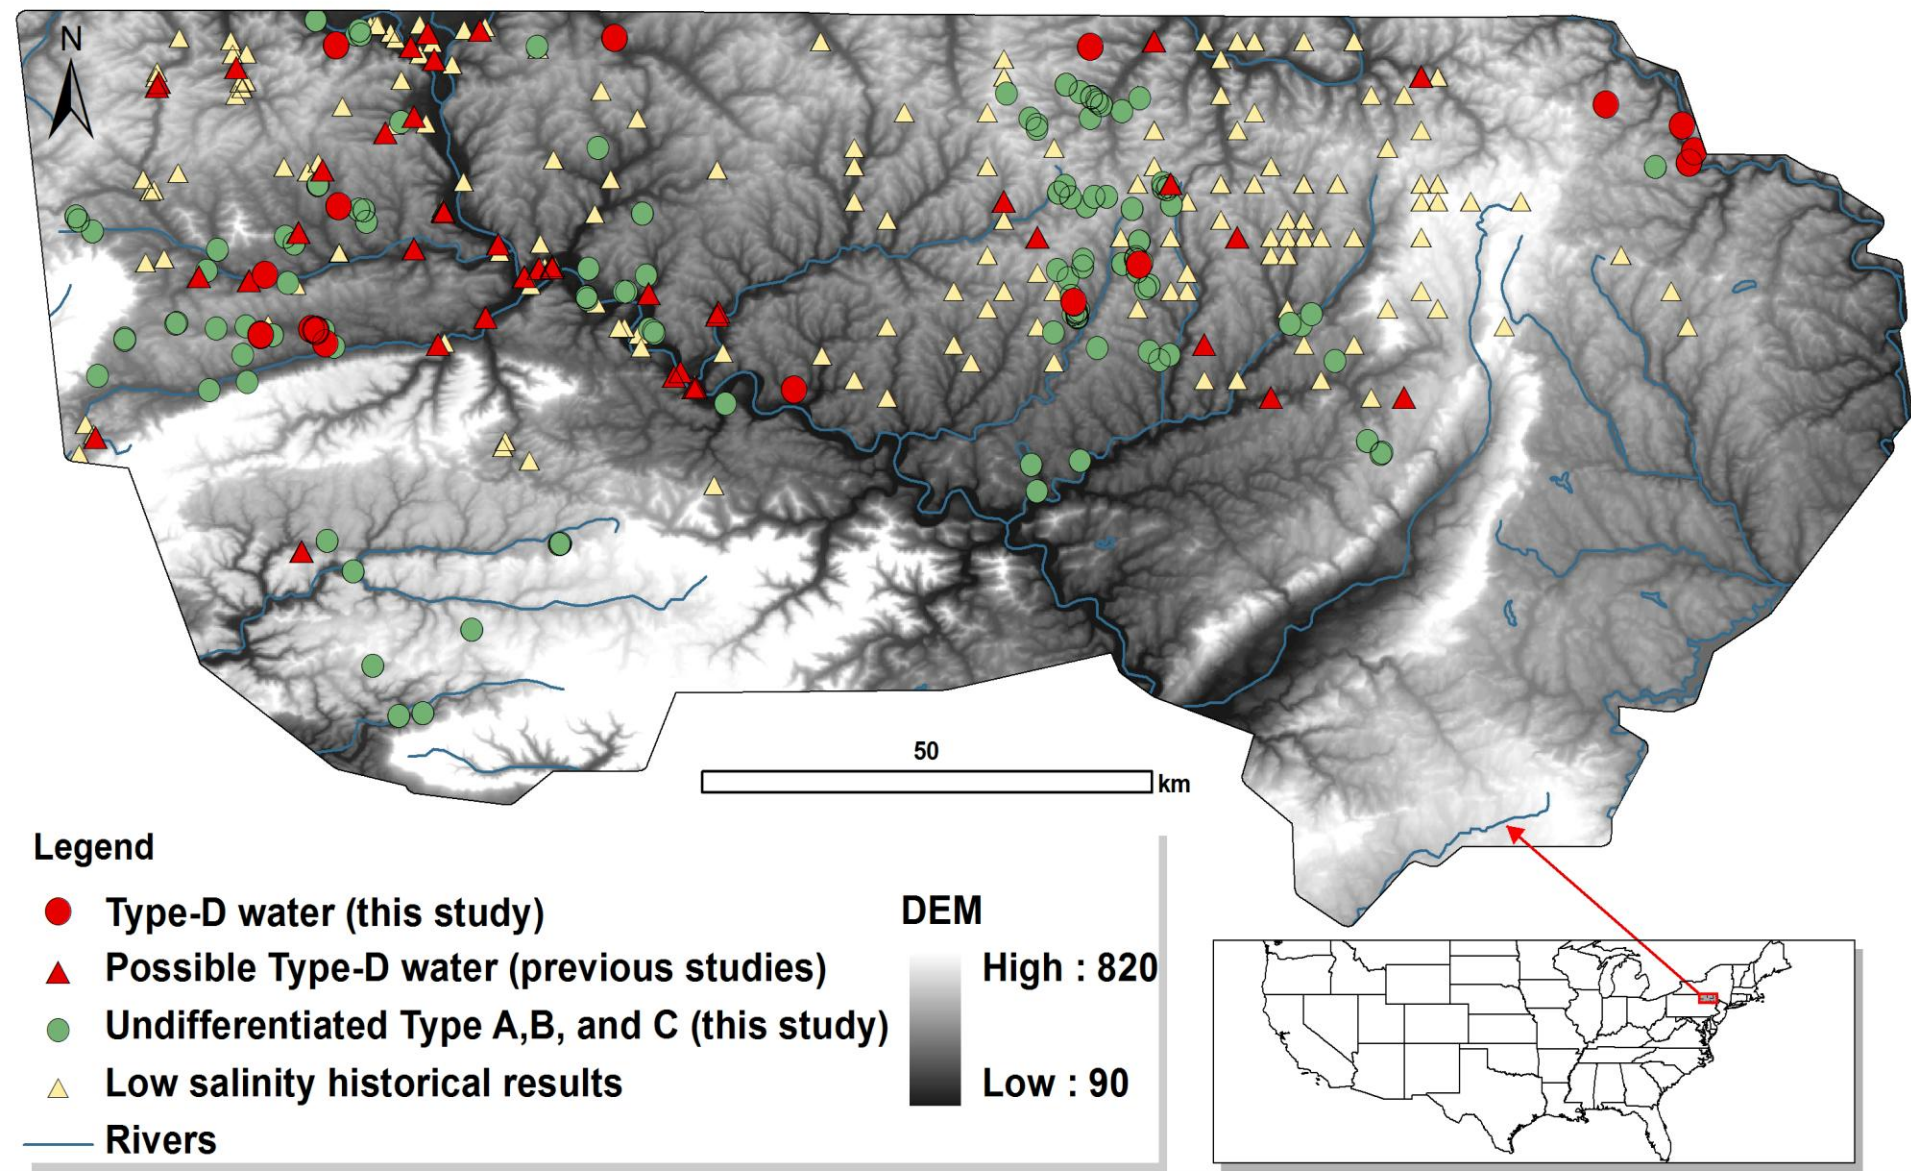 N
50
km
Legend
Type-D water (this study)
Possible Type-D water (previous studies)
Undifferentiated Type A,B, and C (this study)
Low salinity historical results
Rivers
DEM
High : 820
Low : 90